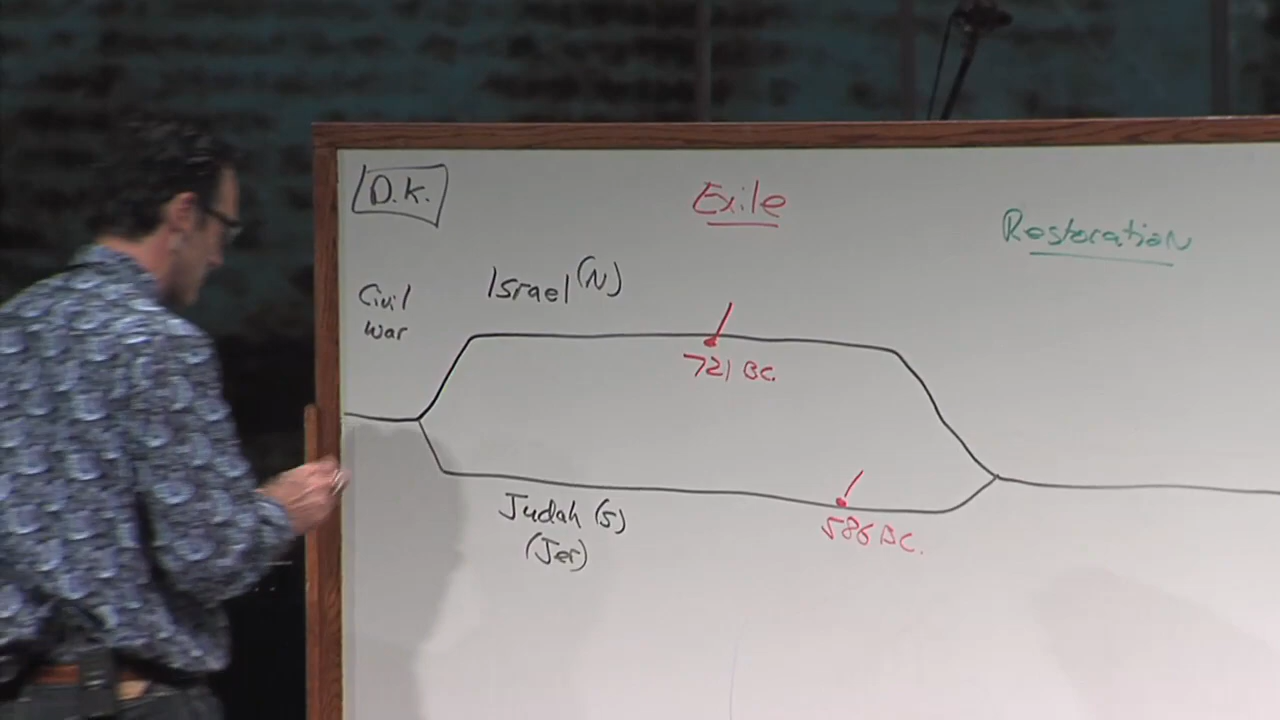 D.K.
Exile
Restoration
Civil
War
Israel (N)
721 BC.
Judah (S)
(Jer)
586 BC.